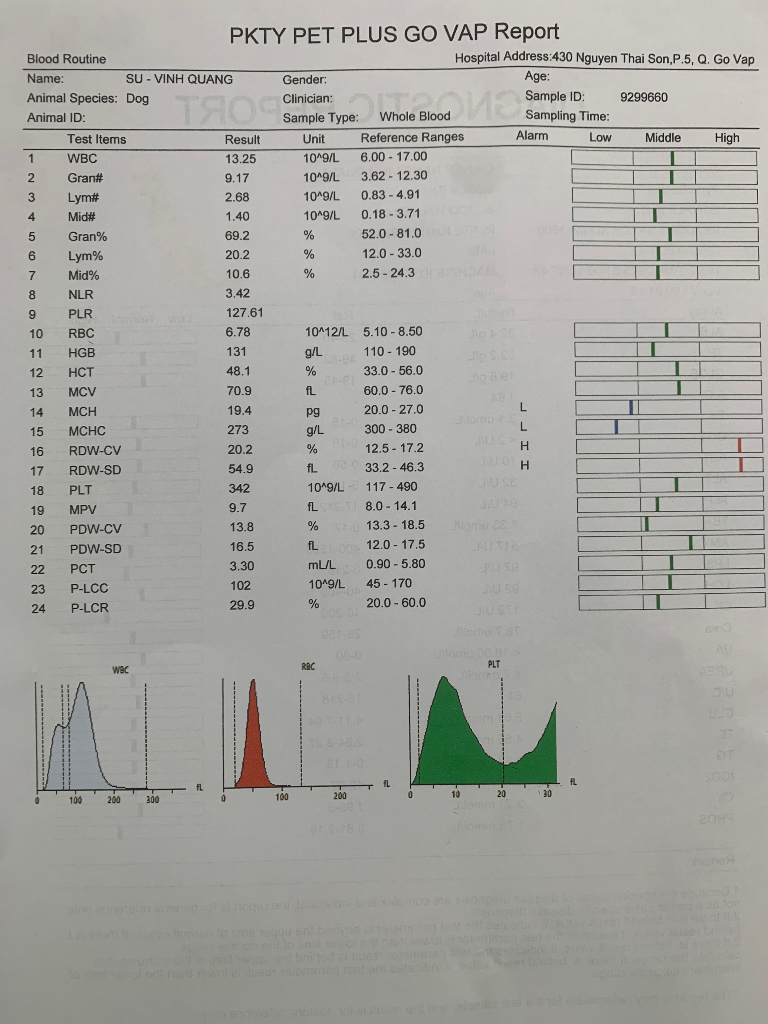 PKTY PET PLUS GO VAP Report
Blood Routine Hospital Address:430 Nguyen Thai Son,P.5, Q. Go Vap
Name: SU - VINH QUANG Gender: Age:
Animal Species: Dog Clinician: Sample ID: 9299660
Animal ID: Sample Type: Whole Blood Sampling Time:
Test Items Result Unit Reference Ranges Alarm Low Middle High
1 WBC 13.25 10^9/L 6.00 - 17.00
2 Gran# 9.17 10^9/L 3.62 - 12.30
3 Lym# 2.68 10^9/L 0.83 - 4.91
4 Mid# 1.40 10^9/L 0.18 - 3.71
5 Gran% 69.2 % 52.0 - 81.0
6 Lym% 20.2 % 12.0 - 33.0
7 Mid% 10.6 % 2.5 - 24.3
8 NLR 3.42
9 PLR 127.61
10 RBC 6.78 10^12/L 5.10 - 8.50
11 HGB 131 g/L 110 - 190
12 HCT 48.1 % 33.0 - 56.0
13 MCV 70.9 fL 60.0 - 76.0
14 MCH 19.4 pg 20.0 - 27.0 L
15 MCHC 273 g/L 300 - 380 L
16 RDW-CV 20.2 % 12.5 - 17.2 H
17 RDW-SD 54.9 fL 33.2 - 46.3 H
18 PLT 342 10^9/L 117 - 490
19 MPV 9.7 fL 8.0 - 14.1
20 PDW-CV 13.8 % 13.3 - 18.5
21 PDW-SD 16.5 fL 12.0 - 17.5
22 PCT 3.30 mL/L 0.90 - 5.80
23 P-LCC 102 10^9/L 45 - 170
24 P-LCR 29.9 % 20.0 - 60.0
WBC RBC PLT
fL fL fL
0 100 200 300 0 100 200 0 10 20 30